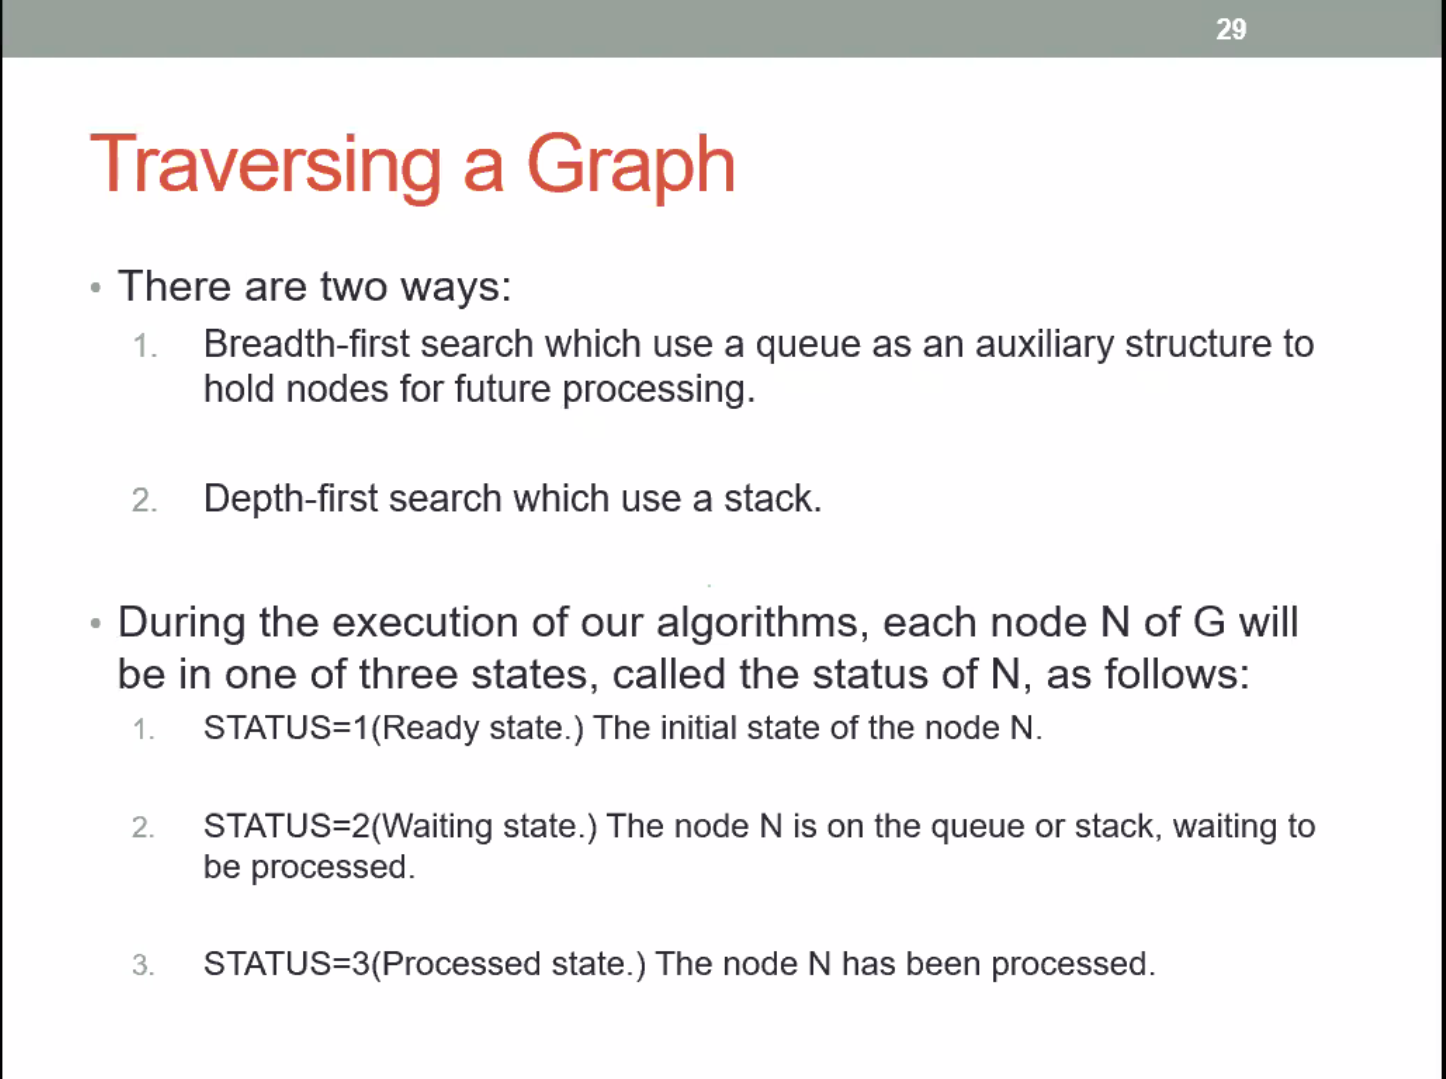 29
Traversing a Graph
• There are two ways:
1. Breadth-first search which use a queue as an auxiliary structure to
hold nodes for future processing.
2. Depth-first search which use a stack.
• During the execution of our algorithms, each node N of G will
be in one of three states, called the status of N, as follows:
1. STATUS=1(Ready state.) The initial state of the node N.
2. STATUS=2(Waiting state.) The node N is on the queue or stack, waiting to
be processed.
3. STATUS=3(Processed state.) The node N has been processed.